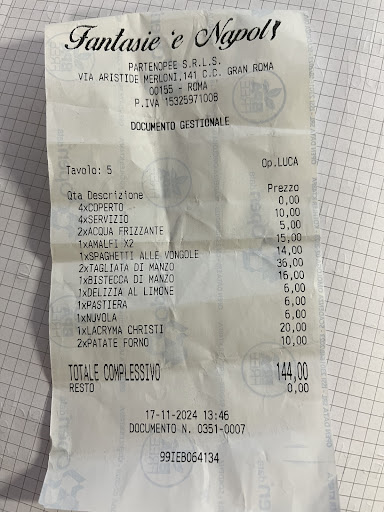 Fantasie 'e Napoli
PARTENOPEE S.R.L.S.
VIA ARISTIDE MERLONI,141 C.C. GRAN ROMA
00155 - ROMA
P.IVA 15325971008
DOCUMENTO GESTIONALE
Tavolo: 5 Op.LUCA
Qta Descrizione Prezzo
4xCOPERTO 0,00
4xSERVIZIO 10,00
2xACQUA FRIZZANTE 5,00
1xAMALFI X2 15,00
1xSPAGHETTI ALLE VONGOLE 14,00
2xTAGLIATA DI MANZO 36,00
1xBISTECCA DI MANZO 16,00
1xDELIZIA AL LIMONE 6,00
1xPASTIERA 6,00
1xNUVOLA 6,00
1xLACRYMA CHRISTI 20,00
2xPATATE FORNO 10,00
TOTALE COMPLESSIVO 144,00
RESTO 0,00
17-11-2024 13:46
DOCUMENTO N. 0351-0007
99IEB064134